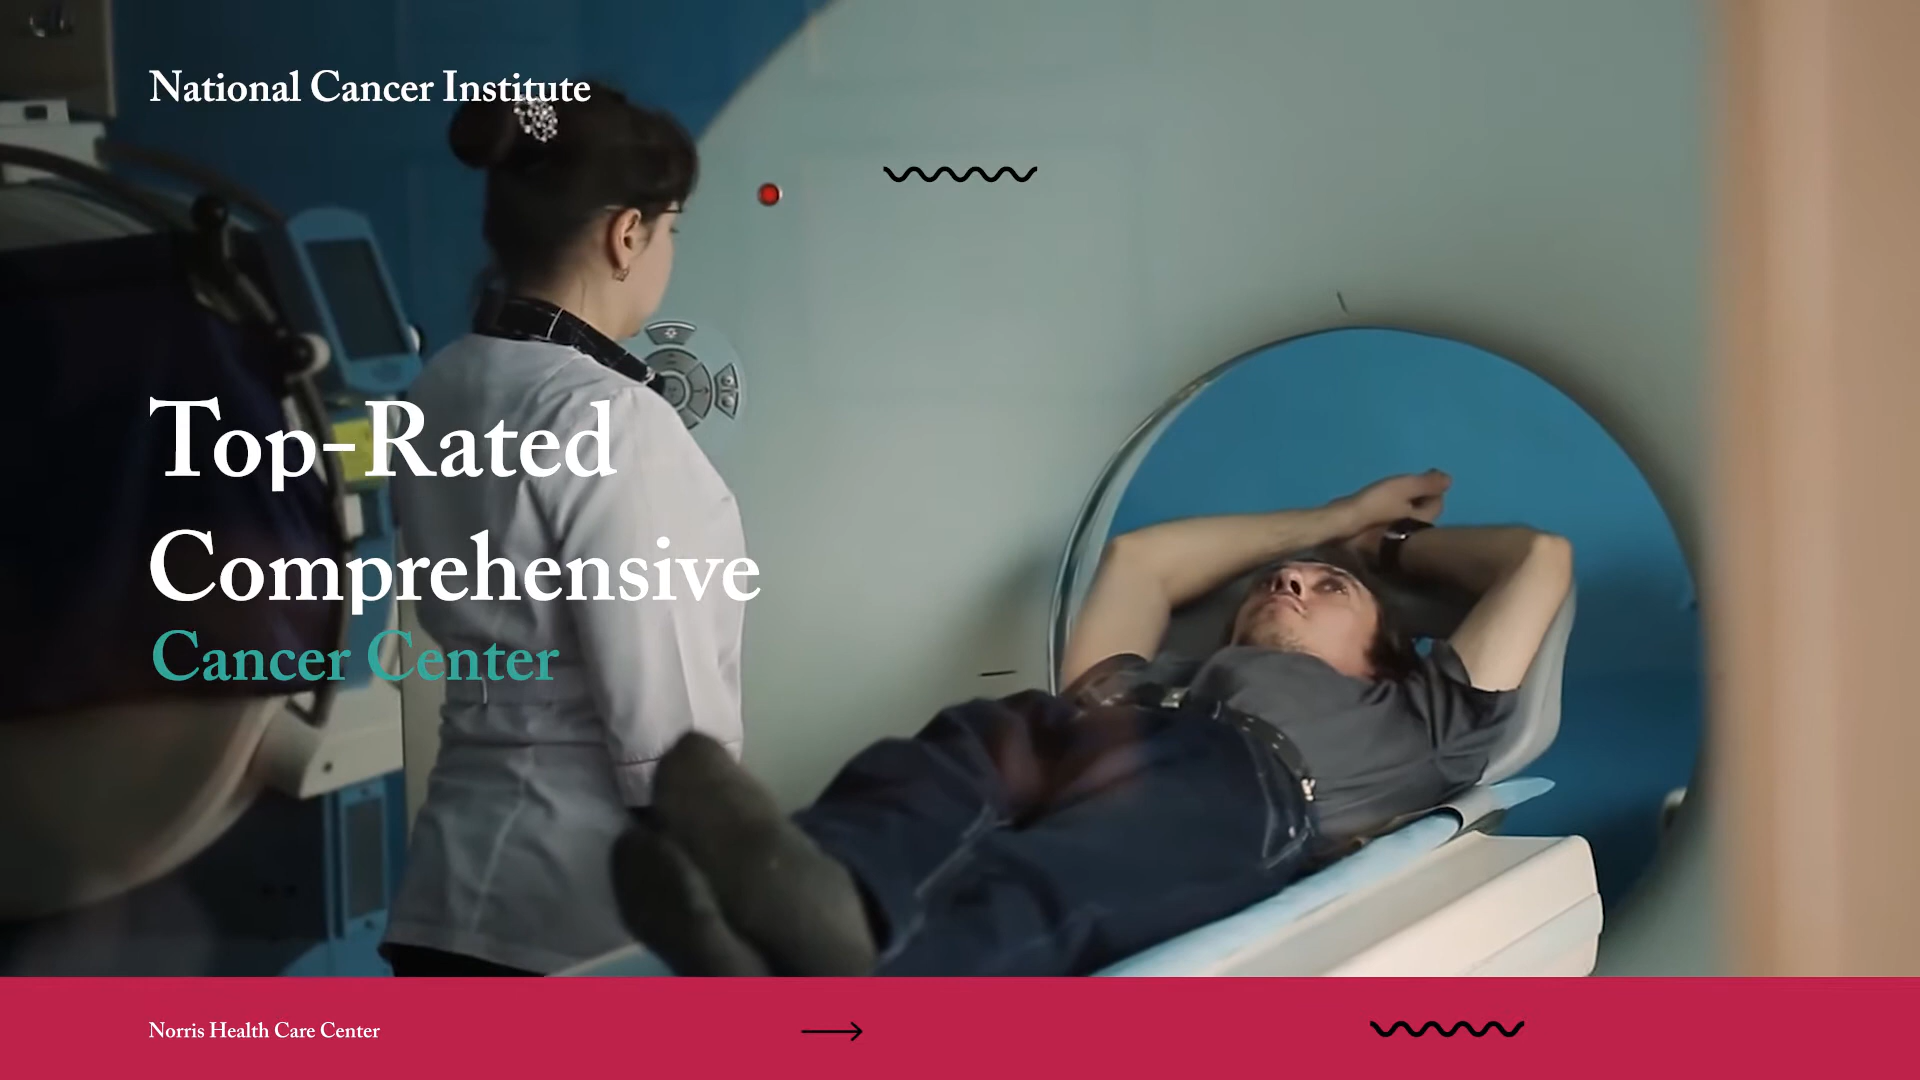 National Cancer Institute
Top-Rated
Comprehensive
Cancer Center
Norris Health Care Center